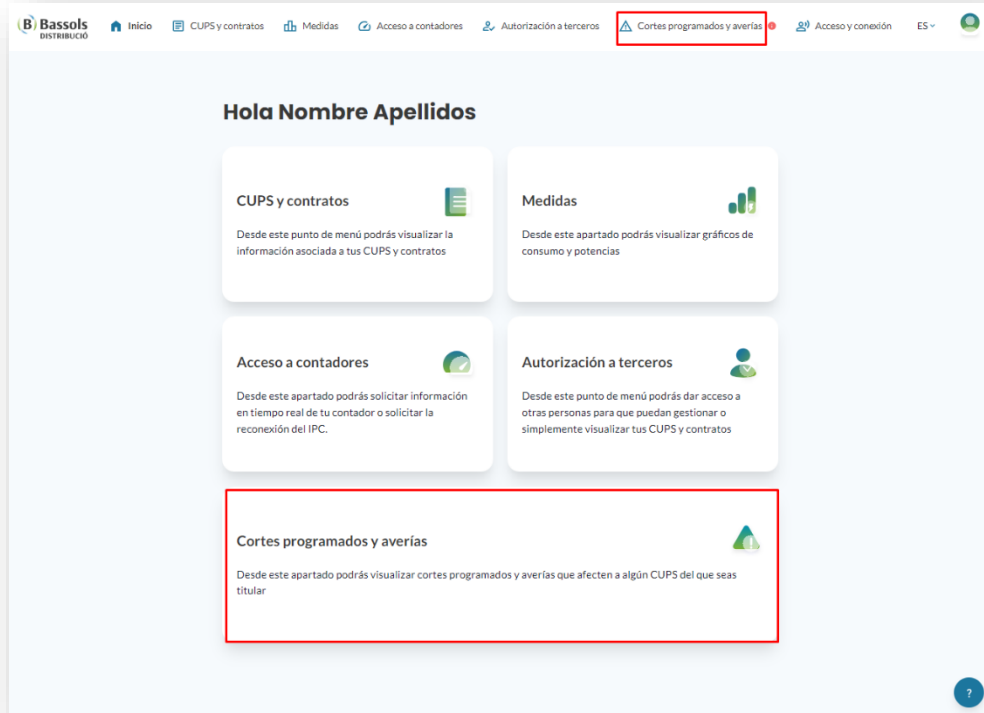 Bassols
DISTRIBUCIÓ
Inicio
CUPS y contratos
Medidas
Acceso a contadores
Autorización a terceros
Cortes programados y averías
Acceso y conexión
ES
Hola Nombre Apellidos
CUPS y contratos
Desde este punto de menú podrás visualizar la
información asociada a tus CUPS y contratos
Medidas
Desde este apartado podrás visualizar gráficos de
consumo y potencias
Acceso a contadores
Desde este apartado podrás solicitar información
en tiempo real de tu contador o solicitar la
reconexión del IPC.
Autorización a terceros
Desde este punto de menú podrás dar acceso a
otras personas para que puedan gestionar o
simplemente visualizar tus CUPS y contratos
Cortes programados y averías
Desde este apartado podrás visualizar cortes programados y averías que afecten a algún CUPS del que seas
titular
?